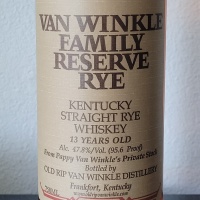 VAN WINKLE
FAMILY
RESERVE
RYE
KENTUCKY
STRAIGHT RYE
WHISKEY
13 YEARS OLD
Alc. 47.8%/Vol. (95.6 Proof)
From Pappy Van Winkle's Private Stock
Bottled by
OLD RIP VAN WINKLE DISTILLERY
Frankfort, Kentucky
750ML